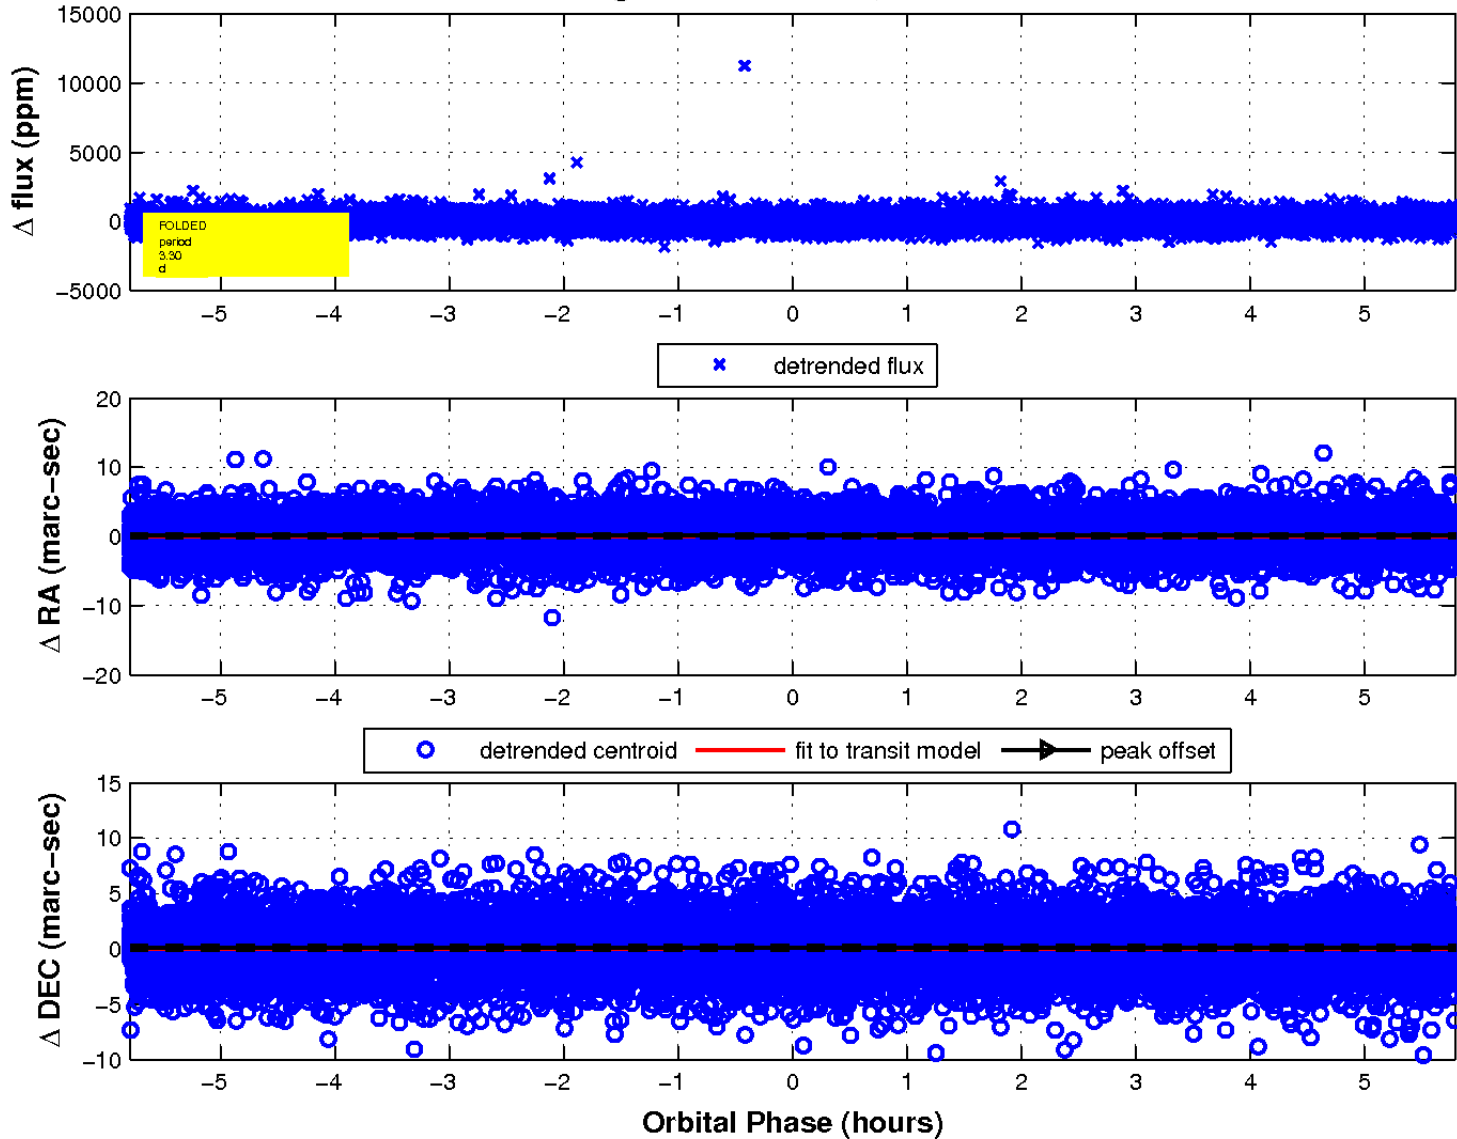 15000
10000
5000
0
−5000
Δ flux (ppm)
FOLDED
period
3.30
d
−5 −4 −3 −2 −1 0 1 2 3 4 5
detrended flux
20
10
0
−10
−20
Δ RA (marc−sec)
−5 −4 −3 −2 −1 0 1 2 3 4 5
detrended centroid fit to transit model peak offset
15
10
5
0
−5
−10
Δ DEC (marc−sec)
−5 −4 −3 −2 −1 0 1 2 3 4 5
Orbital Phase (hours)